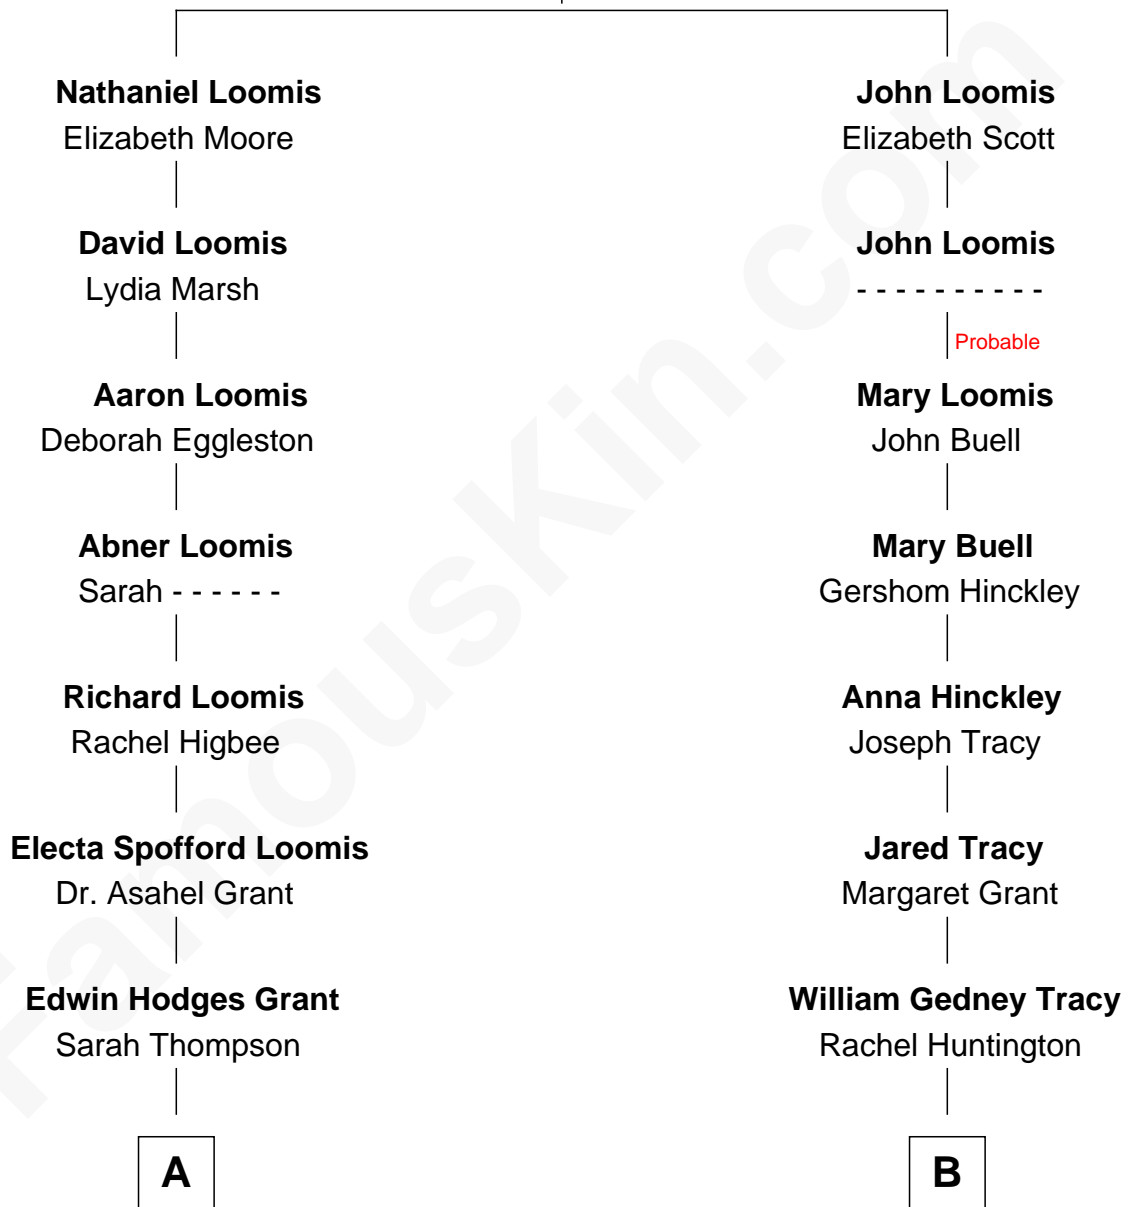 Nathaniel Loomis
Elizabeth Moore
David Loomis
Lydia Marsh
Aaron Loomis
Deborah Eggleston
Abner Loomis
Sarah - - - - - -
Richard Loomis
Rachel Higbee
Electa Spofford Loomis
Dr. Asahel Grant
Edwin Hodges Grant
Sarah Thompson
A
John Loomis
Elizabeth Scott
John Loomis
- - - - - - - - - -
Probable
Mary Loomis
John Buell
Mary Buell
Gershom Hinckley
Anna Hinckley
Joseph Tracy
Jared Tracy
Margaret Grant
William Gedney Tracy
Rachel Huntington
B
FamousKin.com